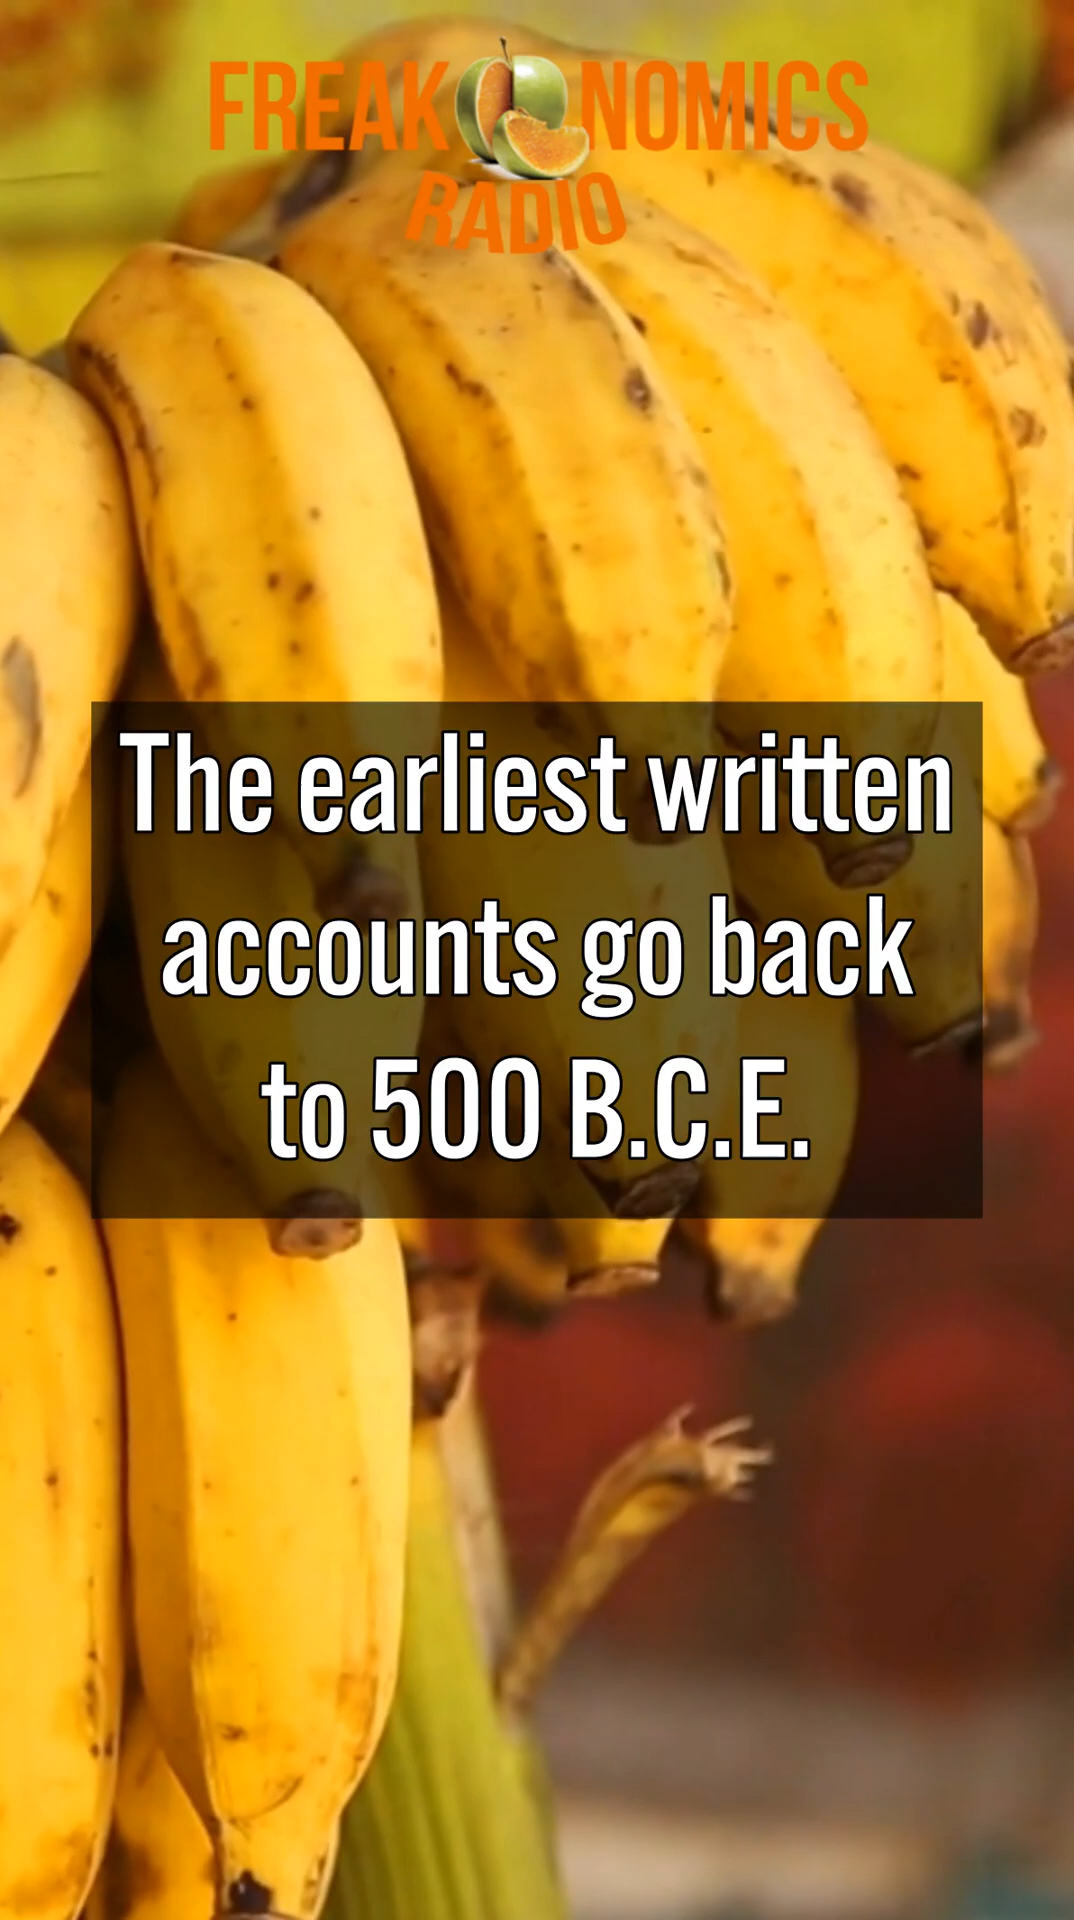 FREAKONOMICS
RADIO
The earliest written
accounts go back
to 500 B.C.E.